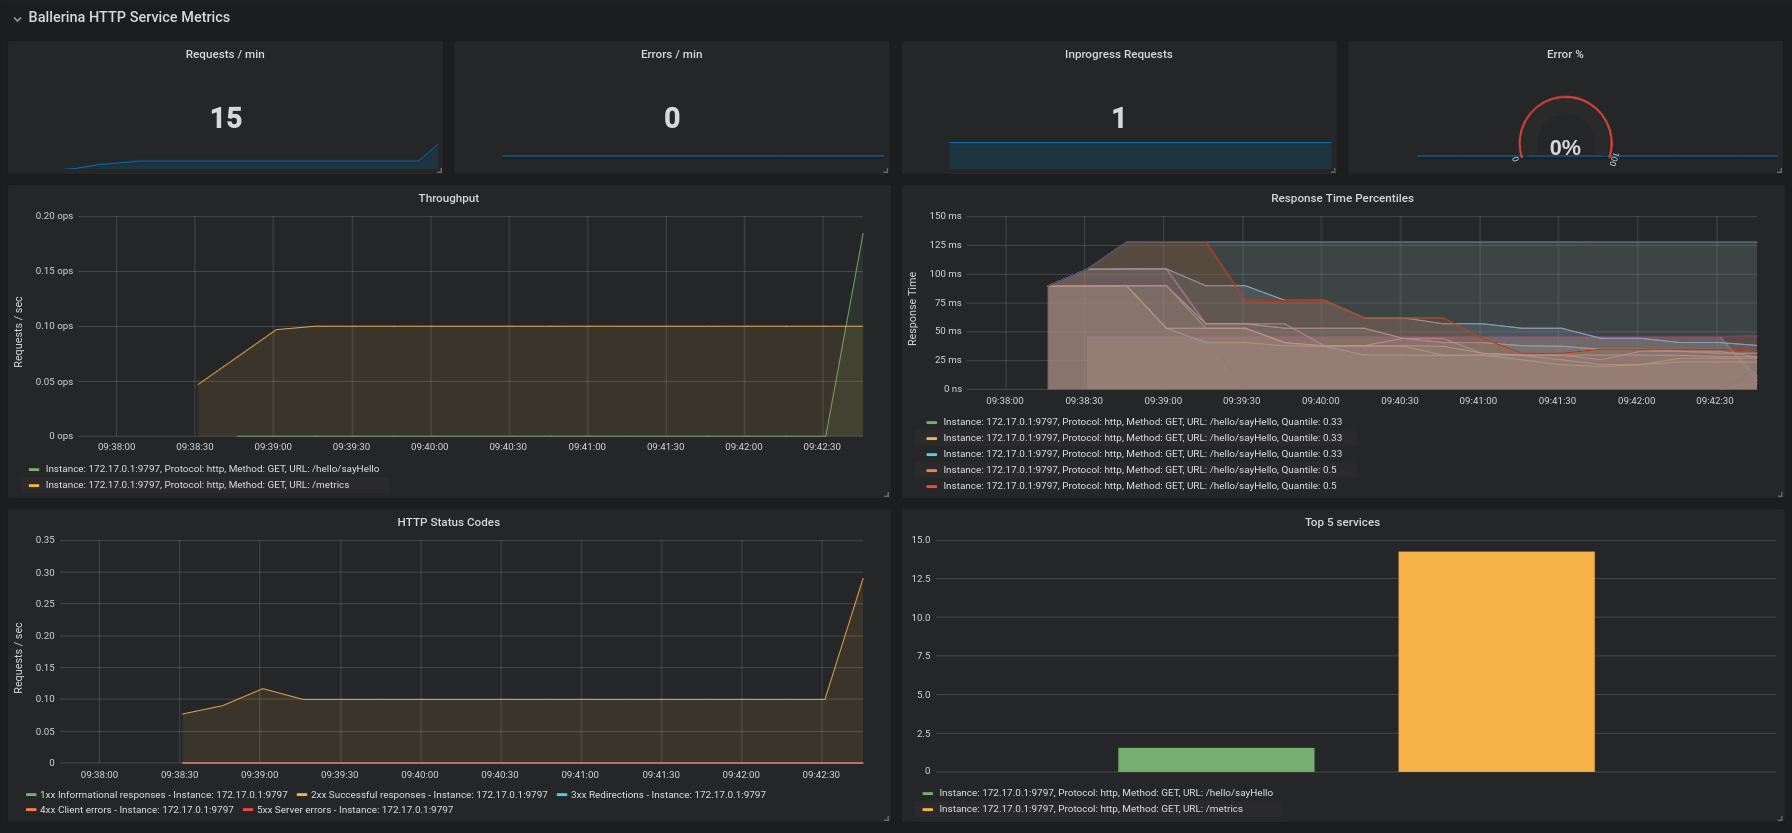 Ballerina HTTP Service Metrics
Requests / min
15
Errors / min
0
Inprogress Requests
1
Error %
0%
0
100
Throughput
Requests / sec
0.20 ops
0.15 ops
0.10 ops
0.05 ops
0 ops
09:38:00 09:38:30 09:39:00 09:39:30 09:40:00 09:40:30 09:41:00 09:41:30 09:42:00 09:42:30
Instance: 172.17.0.1:9797, Protocol: http, Method: GET, URL: /hello/sayHello
Instance: 172.17.0.1:9797, Protocol: http, Method: GET, URL: /metrics
Response Time Percentiles
Response Time
150 ms
125 ms
100 ms
75 ms
50 ms
25 ms
0 ns
09:38:00 09:38:30 09:39:00 09:39:30 09:40:00 09:40:30 09:41:00 09:41:30 09:42:00 09:42:30
Instance: 172.17.0.1:9797, Protocol: http, Method: GET, URL: /hello/sayHello, Quantile: 0.33
Instance: 172.17.0.1:9797, Protocol: http, Method: GET, URL: /hello/sayHello, Quantile: 0.33
Instance: 172.17.0.1:9797, Protocol: http, Method: GET, URL: /hello/sayHello, Quantile: 0.33
Instance: 172.17.0.1:9797, Protocol: http, Method: GET, URL: /hello/sayHello, Quantile: 0.5
Instance: 172.17.0.1:9797, Protocol: http, Method: GET, URL: /hello/sayHello, Quantile: 0.5
HTTP Status Codes
Requests / sec
0.35
0.30
0.25
0.20
0.15
0.10
0.05
0
09:38:00 09:38:30 09:39:00 09:39:30 09:40:00 09:40:30 09:41:00 09:41:30 09:42:00 09:42:30
1xx Informational responses - Instance: 172.17.0.1:9797 2xx Successful responses - Instance: 172.17.0.1:9797 3xx Redirections - Instance: 172.17.0.1:9797
4xx Client errors - Instance: 172.17.0.1:9797 5xx Server errors - Instance: 172.17.0.1:9797
Top 5 services
15.0
12.5
10.0
7.5
5.0
2.5
0
Instance: 172.17.0.1:9797, Protocol: http, Method: GET, URL: /hello/sayHello
Instance: 172.17.0.1:9797, Protocol: http, Method: GET, URL: /metrics